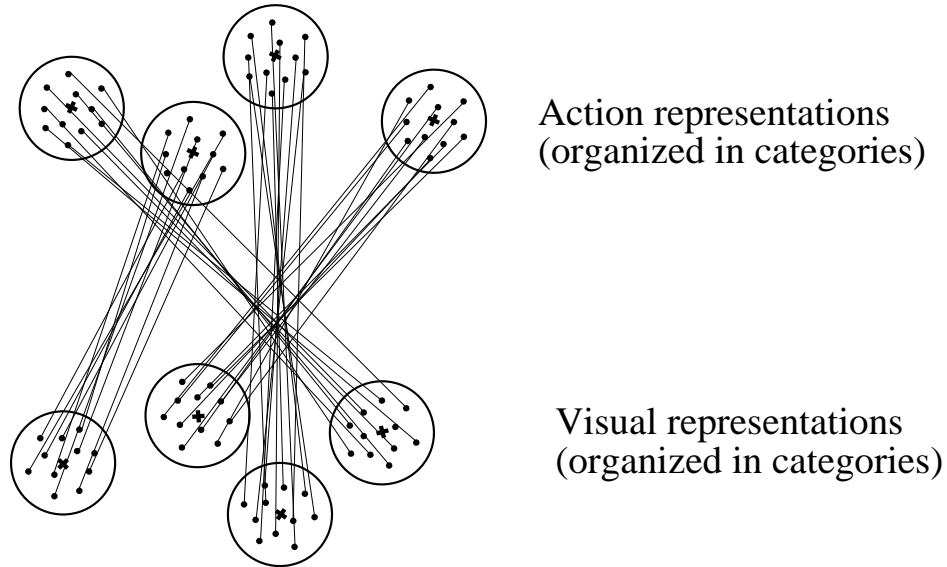 Action representations
(organized in categories)
Visual representations
(organized in categories)